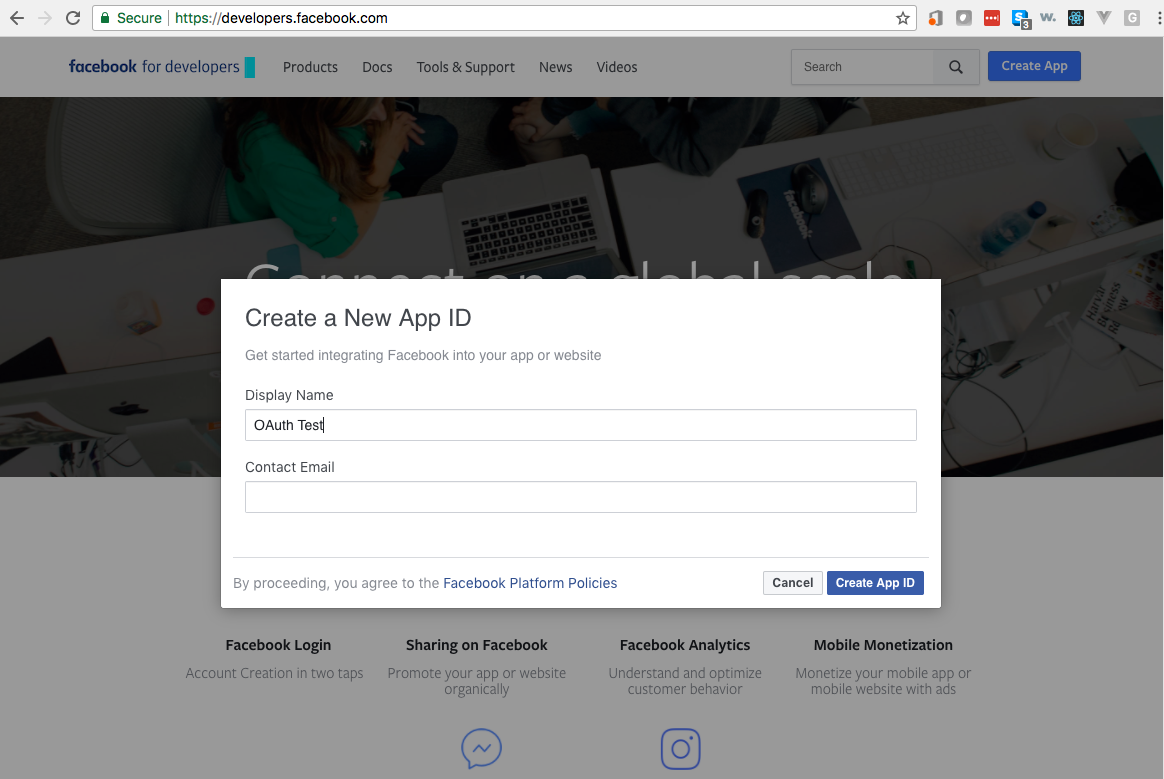 Secure https://developers.facebook.com
3
W.
G
facebook for developers Products Docs Tools & Support News Videos Search Create App
facebook
Harvard
Business
Connect on a global scale
Create a New App ID
Get started integrating Facebook into your app or website
Display Name
OAuth Test
Contact Email
By proceeding, you agree to the Facebook Platform Policies Cancel Create App ID
Facebook Login Sharing on Facebook Facebook Analytics Mobile Monetization
Account Creation in two taps Promote your app or website Understand and optimize Monetize your mobile app or
organically customer behavior mobile website with ads